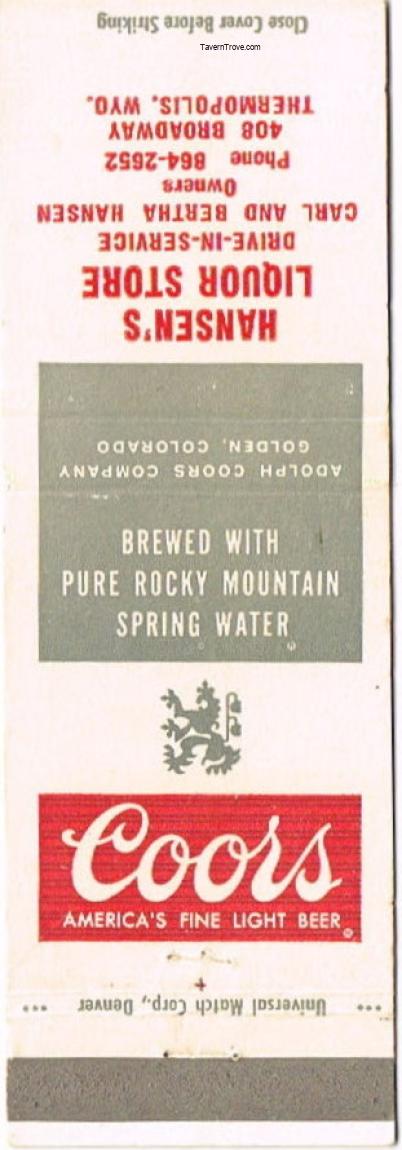 Close Cover Before Striking
TavernTrove.com
HANSEN'S
LIQUOR STORE
DRIVE-IN-SERVICE
CARL AND BERTHA HANSEN
Owners
Phone 864-2652
408 BROADWAY
THERMOPOLIS, WYO.
ADOLPH COORS COMPANY
GOLDEN, COLORADO
BREWED WITH
PURE ROCKY MOUNTAIN
SPRING WATER®
Coors
AMERICA'S FINE LIGHT BEER®
*** Universal Match Corp., Denver ***